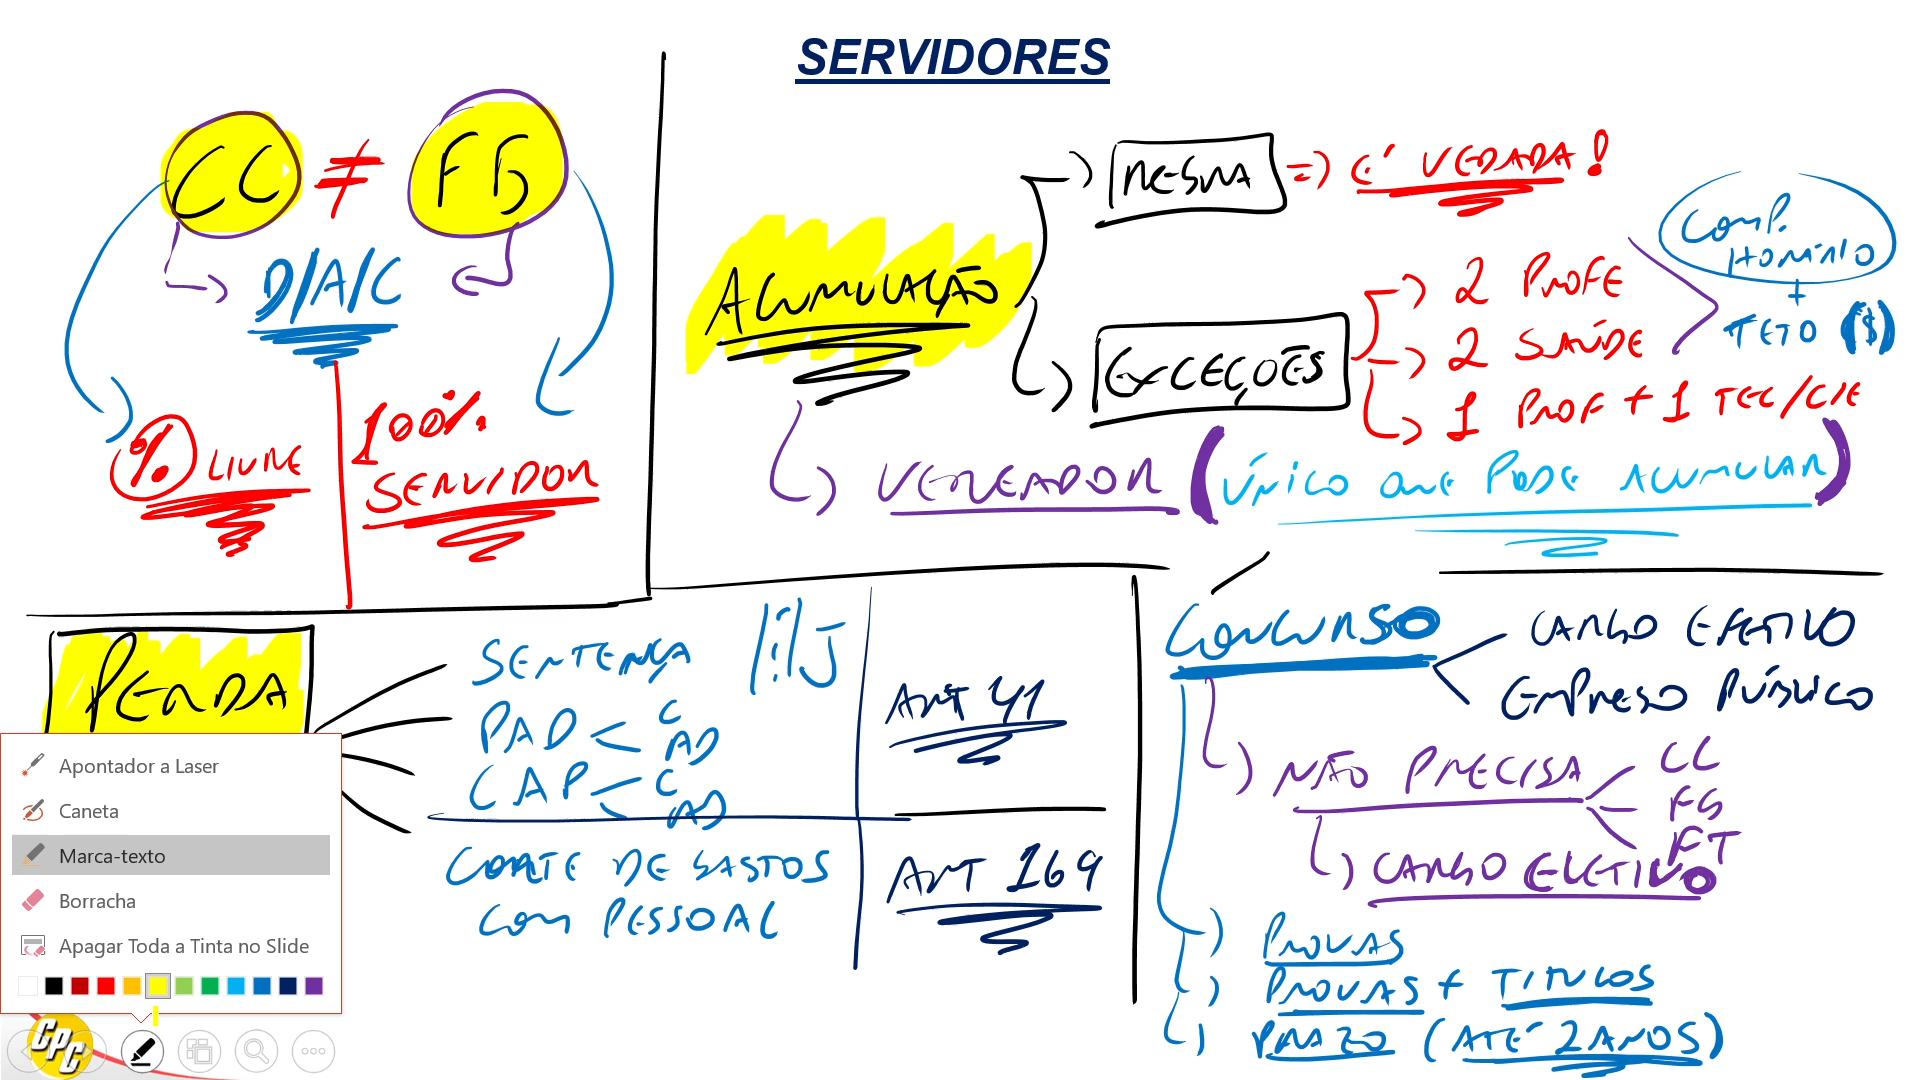 SERVIDORES
CC ≠ FG
D/A/C
% LIVRE
100%
SERVIDOR
ACUMULAÇÃO
REGRA => É VEDADA!
EXCEÇÕES
2 PROFE
2 SAÚDE
1 PROF + 1 TEC/CIE
COMP.
HORÁRIO
+
TETO ($)
VEREADOR (ÚNICO QUE PODE ACUMULAR)
PERDA
SENTENÇA
PAD < C
AD
CAP < C
AD
ART 41
CORTE DE GASTOS
COM PESSOAL
ART 169
CONCURSO
CARGO EFETIVO
EMPREGO PÚBLICO
NÃO PRECISA
CC
FG
FT
CARGO ELETIVO
PROVAS
PROVAS + TITULOS
PRAZO (ATÉ 2 ANOS)
Apontador a Laser
Caneta
Marca-texto
Borracha
Apagar Toda a Tinta no Slide
CPC